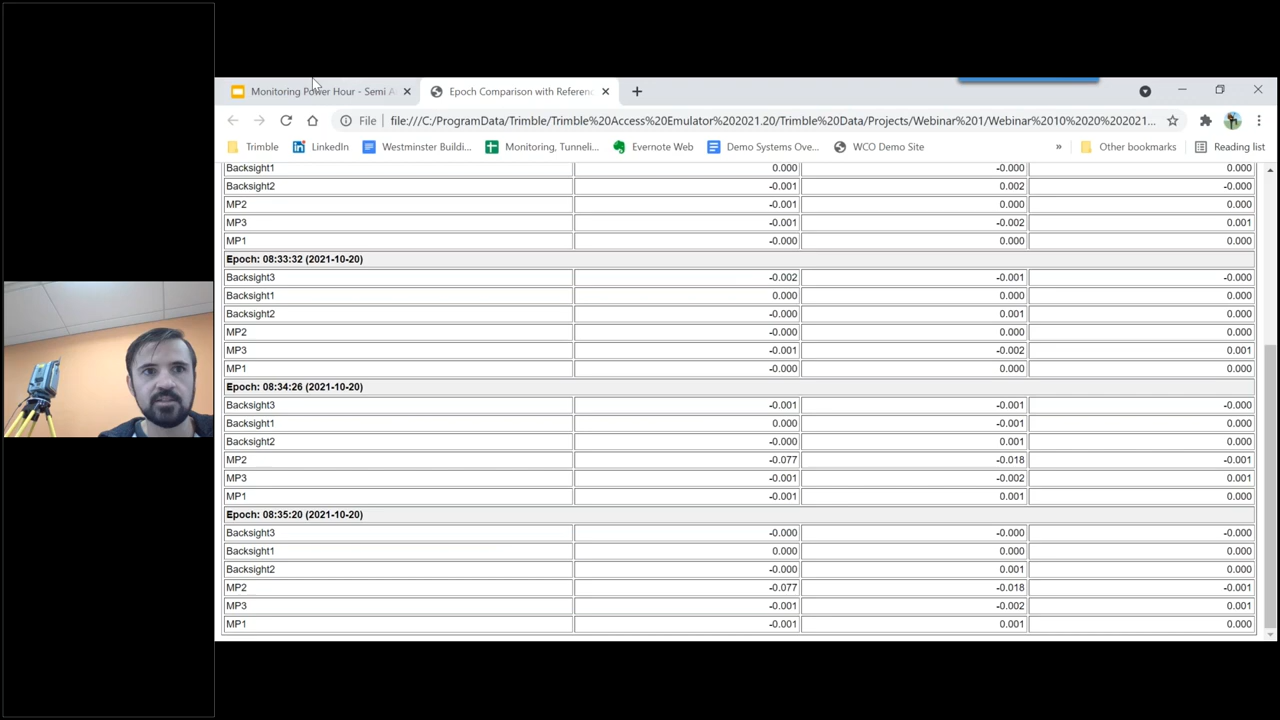 Monitoring Power Hour - Semi A
Epoch Comparison with Referenc
File file:///C:/ProgramData/Trimble/Trimble%20Access%20Emulator%202021.20/Trimble%20Data/Projects/Webinar%201/Webinar%2010%2020%202021...
Trimble LinkedIn Westminster Buildi... Monitoring, Tunneli... Evernote Web Demo Systems Ove... WCO Demo Site » Other bookmarks Reading list
Backsight1 0.000 -0.000 0.000
Backsight2 -0.001 0.002 -0.000
MP2 -0.001 0.000 0.000
MP3 -0.001 -0.002 0.001
MP1 -0.000 0.000 0.000
Epoch: 08:33:32 (2021-10-20)
Backsight3 -0.002 -0.001 -0.000
Backsight1 0.000 0.000 0.000
Backsight2 -0.000 0.001 0.000
MP2 -0.000 0.000 0.000
MP3 -0.001 -0.002 0.001
MP1 -0.000 0.000 0.000
Epoch: 08:34:26 (2021-10-20)
Backsight3 -0.001 -0.001 -0.000
Backsight1 0.000 -0.001 0.000
Backsight2 -0.000 0.001 0.000
MP2 -0.077 -0.018 -0.001
MP3 -0.001 -0.002 0.001
MP1 -0.001 0.001 0.000
Epoch: 08:35:20 (2021-10-20)
Backsight3 -0.000 -0.000 -0.000
Backsight1 0.000 0.000 0.000
Backsight2 -0.000 0.001 0.000
MP2 -0.077 -0.018 -0.001
MP3 -0.001 -0.002 0.001
MP1 -0.001 0.001 0.000